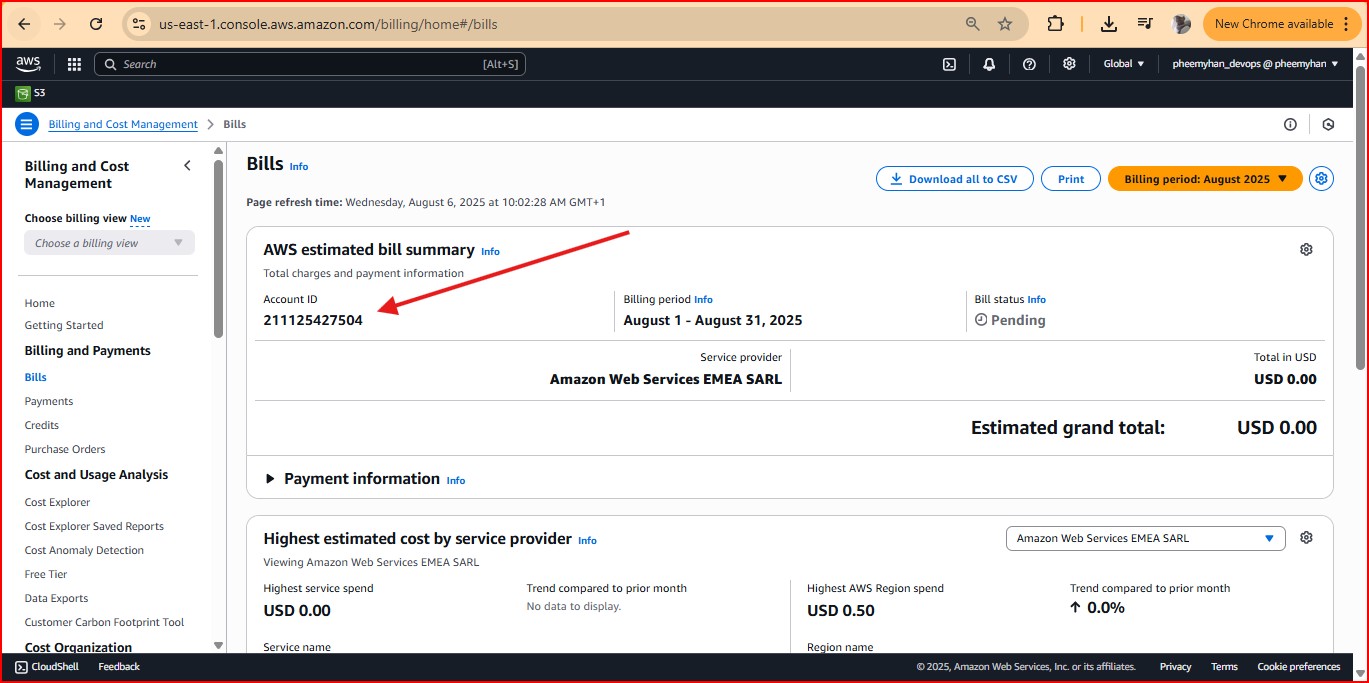 us-east-1.console.aws.amazon.com/billing/home#/bills
New Chrome available
aws
Search [Alt+S]
Global
pheemyhan_devops @ pheemyhan
S3
Billing and Cost Management > Bills
Billing and Cost
Management
Choose billing view New
Choose a billing view
Home
Getting Started
Billing and Payments
Bills
Payments
Credits
Purchase Orders
Cost and Usage Analysis
Cost Explorer
Cost Explorer Saved Reports
Cost Anomaly Detection
Free Tier
Data Exports
Customer Carbon Footprint Tool
Cost Organization
Bills Info
Download all to CSV
Print
Billing period: August 2025
Page refresh time: Wednesday, August 6, 2025 at 10:02:28 AM GMT+1
AWS estimated bill summary Info
Total charges and payment information
Account ID
211125427504
Billing period Info
August 1 - August 31, 2025
Bill status Info
Pending
Service provider
Amazon Web Services EMEA SARL
Total in USD
USD 0.00
Estimated grand total: USD 0.00
Payment information Info
Highest estimated cost by service provider Info
Viewing Amazon Web Services EMEA SARL
Amazon Web Services EMEA SARL
Highest service spend
USD 0.00
Trend compared to prior month
No data to display.
Highest AWS Region spend
USD 0.50
Trend compared to prior month
0.0%
Service name
Region name
CloudShell
Feedback
© 2025, Amazon Web Services, Inc. or its affiliates.
Privacy
Terms
Cookie preferences